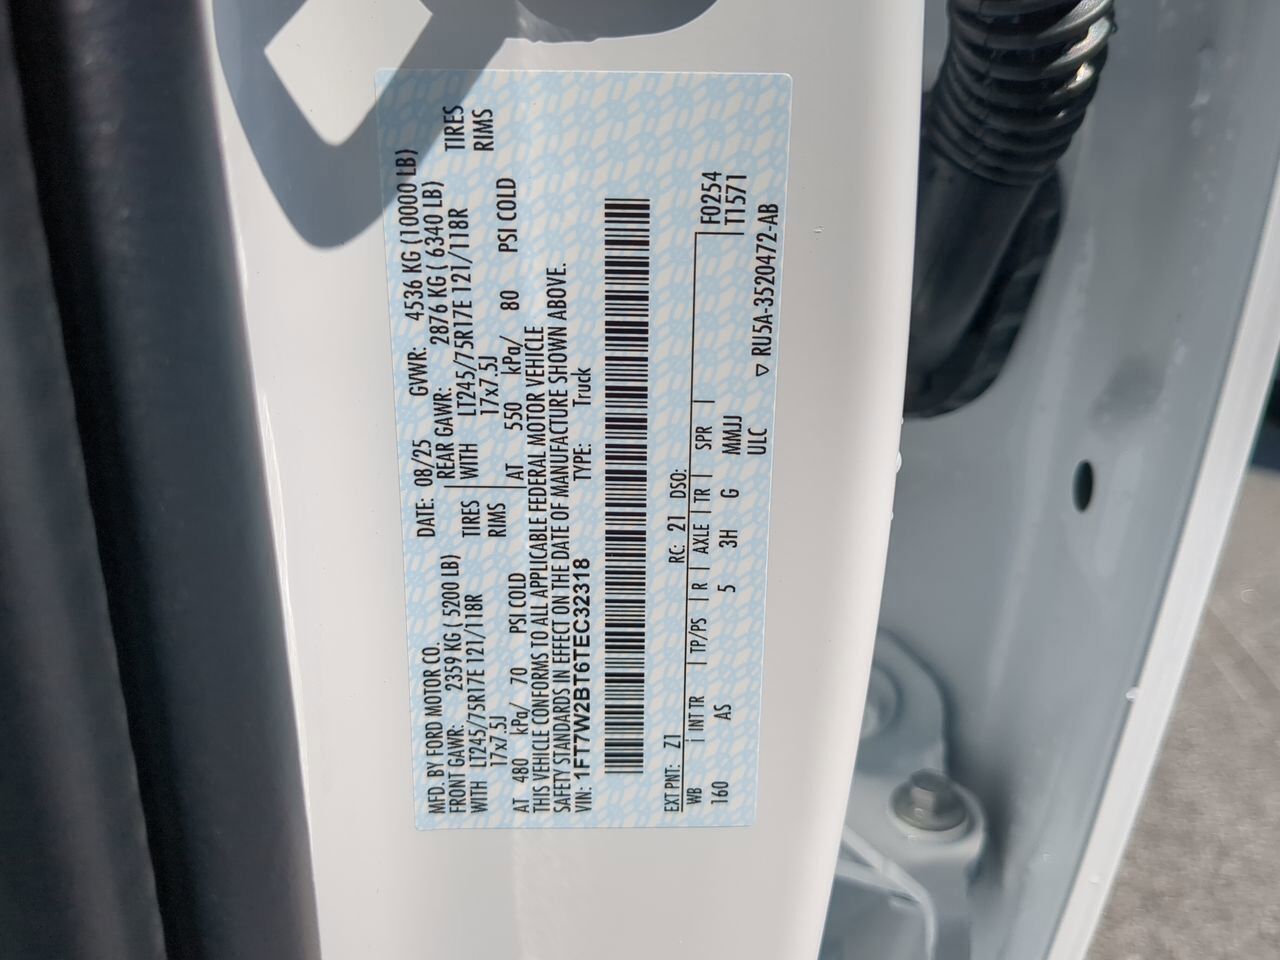 MFD. BY FORD MOTOR CO.
DATE: 08/25 GVWR: 4536 KG (10000 LB)
FRONT GAWR: 2359 KG ( 5200 LB) REAR GAWR: 2876 KG ( 6340 LB)
WITH LT245/75R17E 121/118R TIRES WITH LT245/75R17E 121/118R TIRES
17x7.5J RIMS 17x7.5J RIMS
AT 480 kPa/ 70 PSI COLD AT 550 kPa/ 80 PSI COLD
THIS VEHICLE CONFORMS TO ALL APPLICABLE FEDERAL MOTOR VEHICLE
SAFETY STANDARDS IN EFFECT ON THE DATE OF MANUFACTURE SHOWN ABOVE.
VIN: 1FT7W2BT6TEC32318 TYPE: Truck
EXT PNT: Z1 RC: 21 DSO:
F0254
WB INT TR TP/PS R AXLE TR SPR
T1571
160 AS 5 3H G MMJJ
ULC
▽ RU5A-3520472-AB